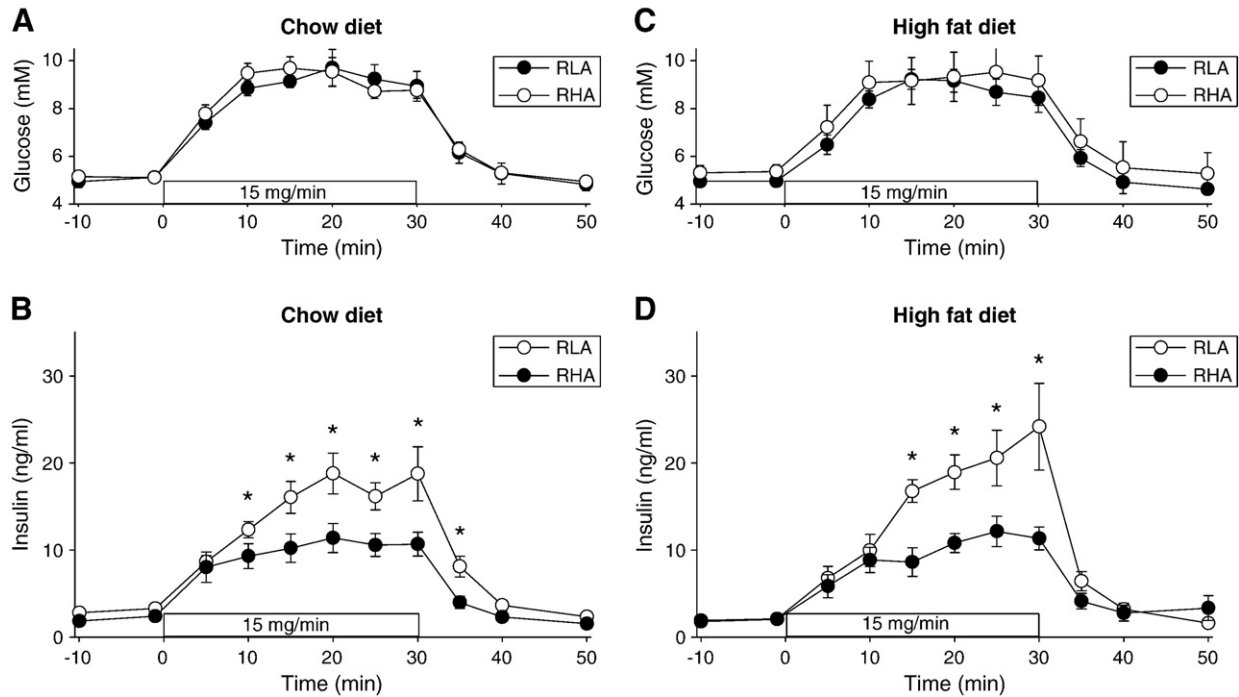 A
Chow diet
Glucose (mM)
10
8
6
4
RLA
RHA
15 mg/min
-10 0 10 20 30 40 50
Time (min)
C
High fat diet
Glucose (mM)
10
8
6
4
RLA
RHA
15 mg/min
-10 0 10 20 30 40 50
Time (min)
B
Chow diet
Insulin (ng/ml)
30
20
10
0
RLA
RHA
* * * * * *
15 mg/min
-10 0 10 20 30 40 50
Time (min)
D
High fat diet
Insulin (ng/ml)
30
20
10
0
RLA
RHA
* * * *
15 mg/min
-10 0 10 20 30 40 50
Time (min)